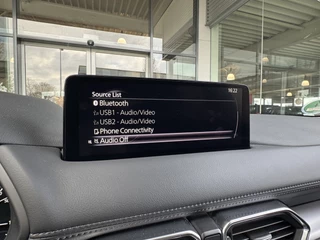 Source List
16:22
Bluetooth
USB1 - Audio/Video
USB2 - Audio/Video
Phone Connectivity
Audio Off